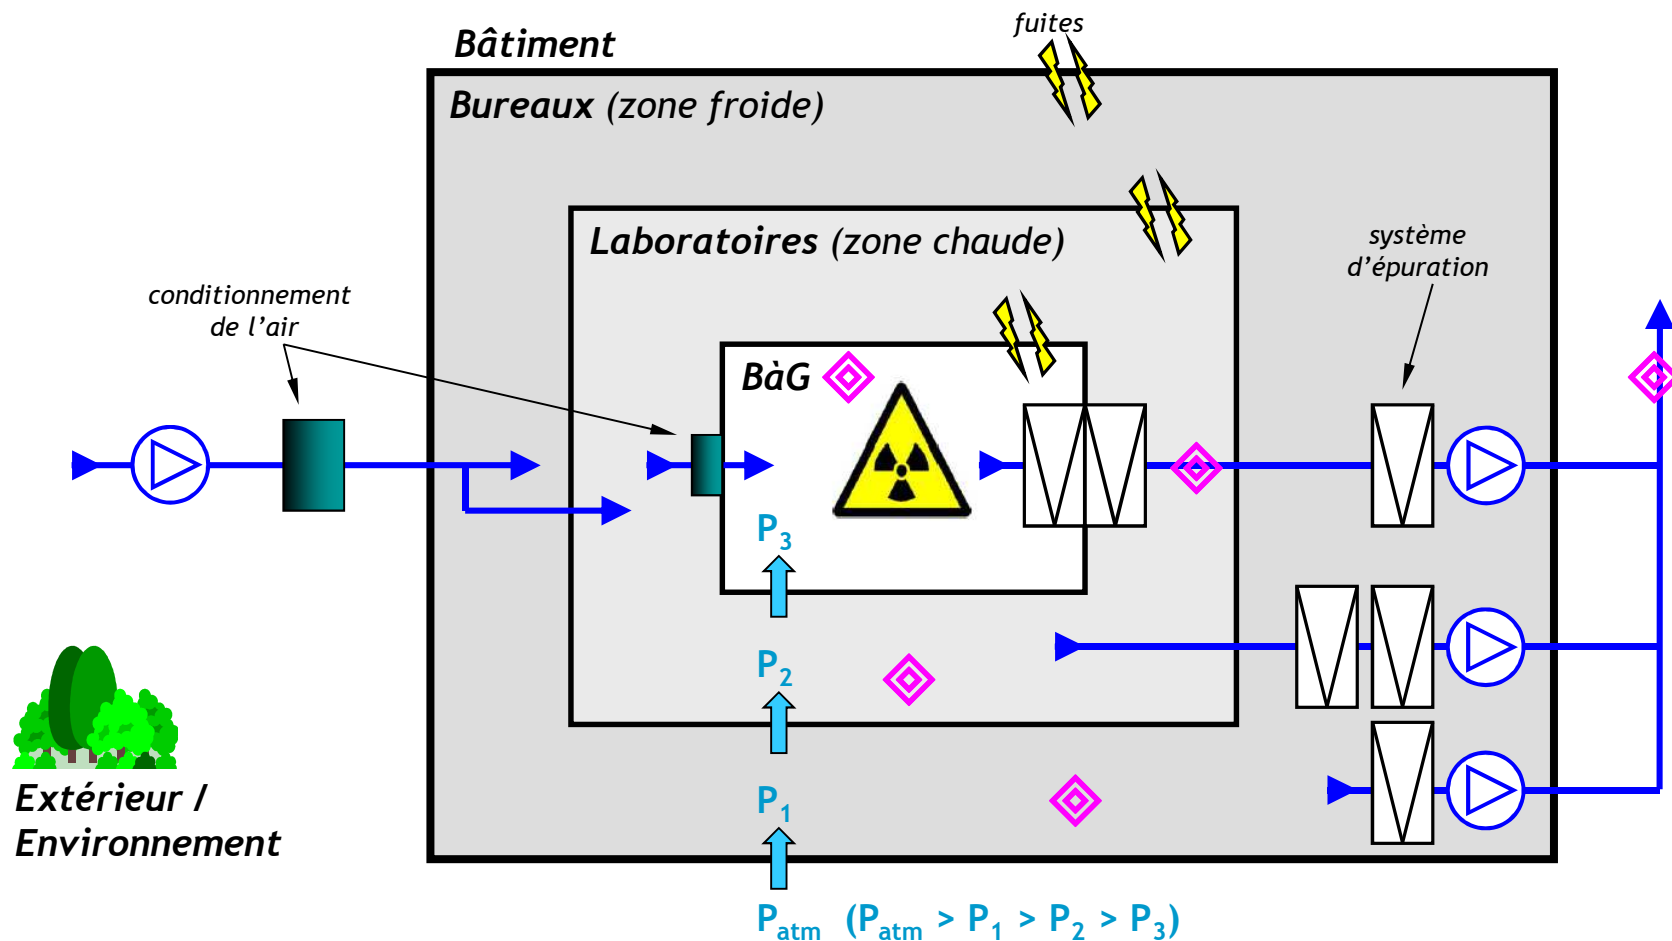 fuites
Bâtiment
Bureaux (zone froide)
Laboratoires (zone chaude)
système
d’épuration
conditionnement
de l’air
BàG
P3
P2
P1
Extérieur /
Environnement
Patm (Patm > P1 > P2 > P3)